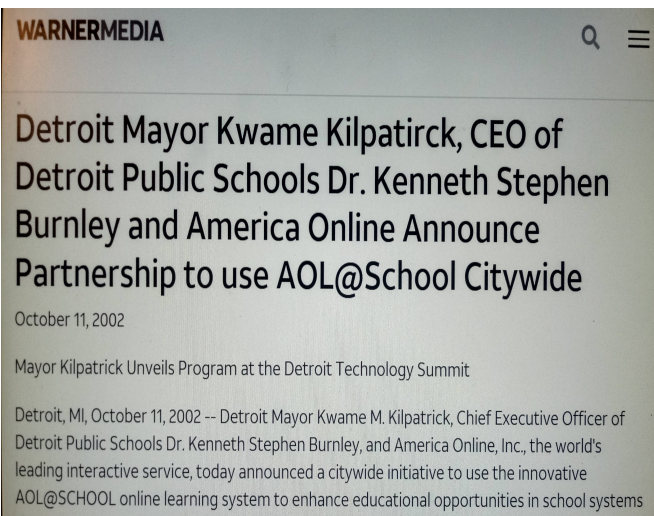 WARNERMEDIA
Detroit Mayor Kwame Kilpatirck, CEO of
Detroit Public Schools Dr. Kenneth Stephen
Burnley and America Online Announce
Partnership to use AOL@School Citywide
October 11, 2002
Mayor Kilpatrick Unveils Program at the Detroit Technology Summit
Detroit, MI, October 11, 2002 -- Detroit Mayor Kwame M. Kilpatrick, Chief Executive Officer of
Detroit Public Schools Dr. Kenneth Stephen Burnley, and America Online, Inc., the world's
leading interactive service, today announced a citywide initiative to use the innovative
AOL@SCHOOL online learning system to enhance educational opportunities in school systems